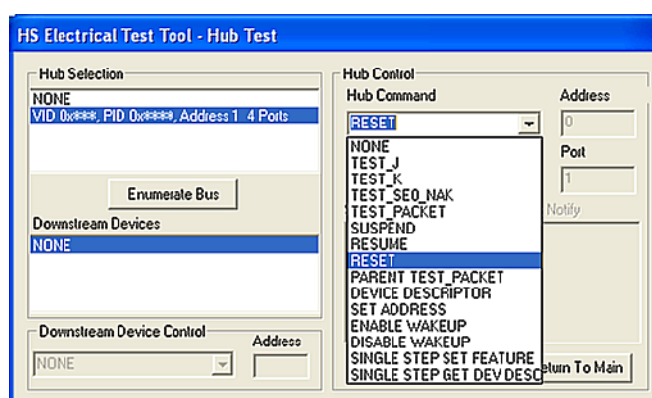 HS Electrical Test Tool - Hub Test
Hub Selection
NONE
VID 0x***, PID 0x****, Address 1 4 Ports
Enumerate Bus
Downstream Devices
NONE
Downstream Device Control
Address
NONE
Hub Control
Hub Command
Address
RESET
0
Port
1
Notify
NONE
TEST_J
TEST_K
TEST_SE0_NAK
TEST_PACKET
SUSPEND
RESUME
RESET
PARENT TEST_PACKET
DEVICE DESCRIPTOR
SET ADDRESS
ENABLE WAKEUP
DISABLE WAKEUP
SINGLE STEP SET FEATURE
SINGLE STEP GET DEV DESC
eturn To Main